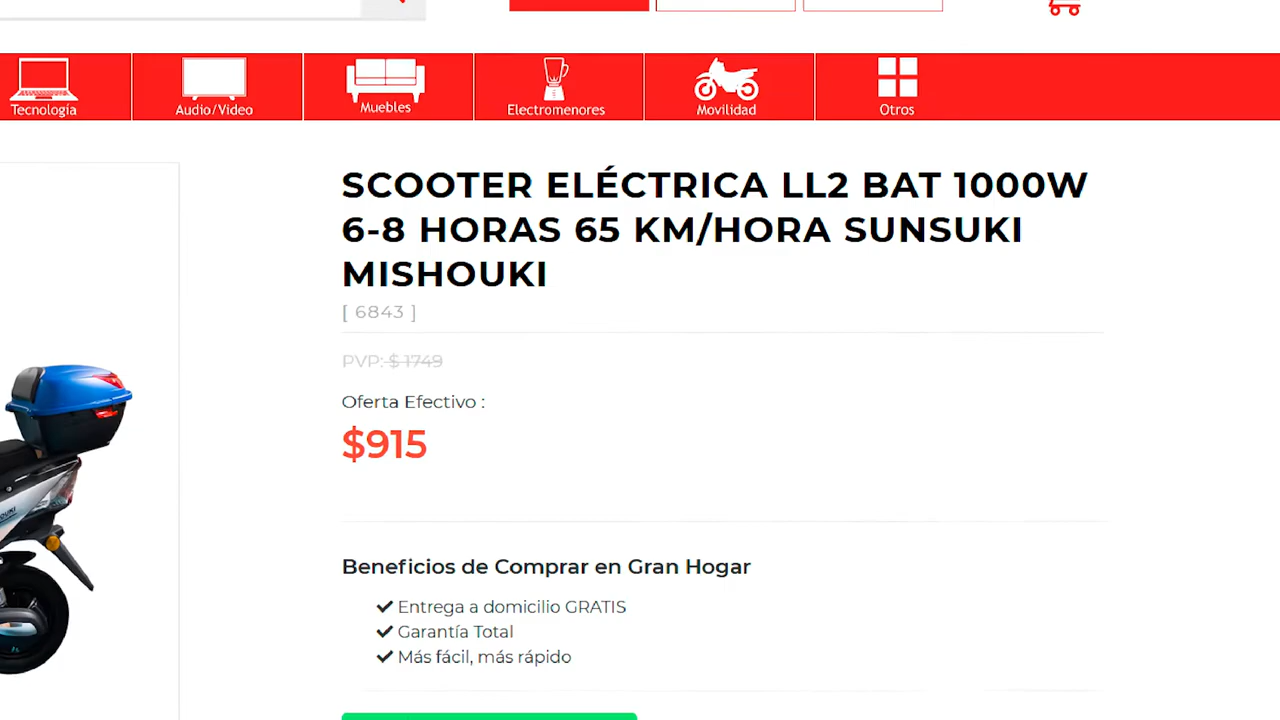 Tecnología
Audio/Video
Muebles
Electromenores
Movilidad
Otros
SCOOTER ELÉCTRICA LL2 BAT 1000W
6-8 HORAS 65 KM/HORA SUNSUKI
MISHOUKI
[ 6843 ]
PVP: $ 1749
Oferta Efectivo :
$915
Beneficios de Comprar en Gran Hogar
Entrega a domicilio GRATIS
Garantía Total
Más fácil, más rápido